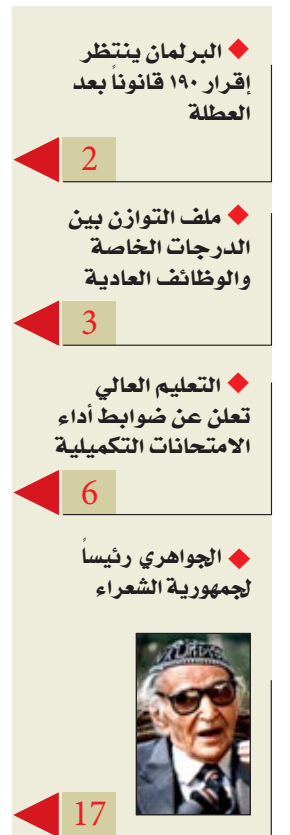 ◆ البرلمان ينتظر
إقرار ١٩٠ قانوناً بعد
العطلة
2
◆ ملف التوازن بين
الدرجات الخاصة
والوظائف العادية
3
◆ التعليم العالي
تعلن عن ضوابط أداء
الامتحانات التكميلية
6
◆ الجواهري رئيساً
لجمهورية الشعراء
17